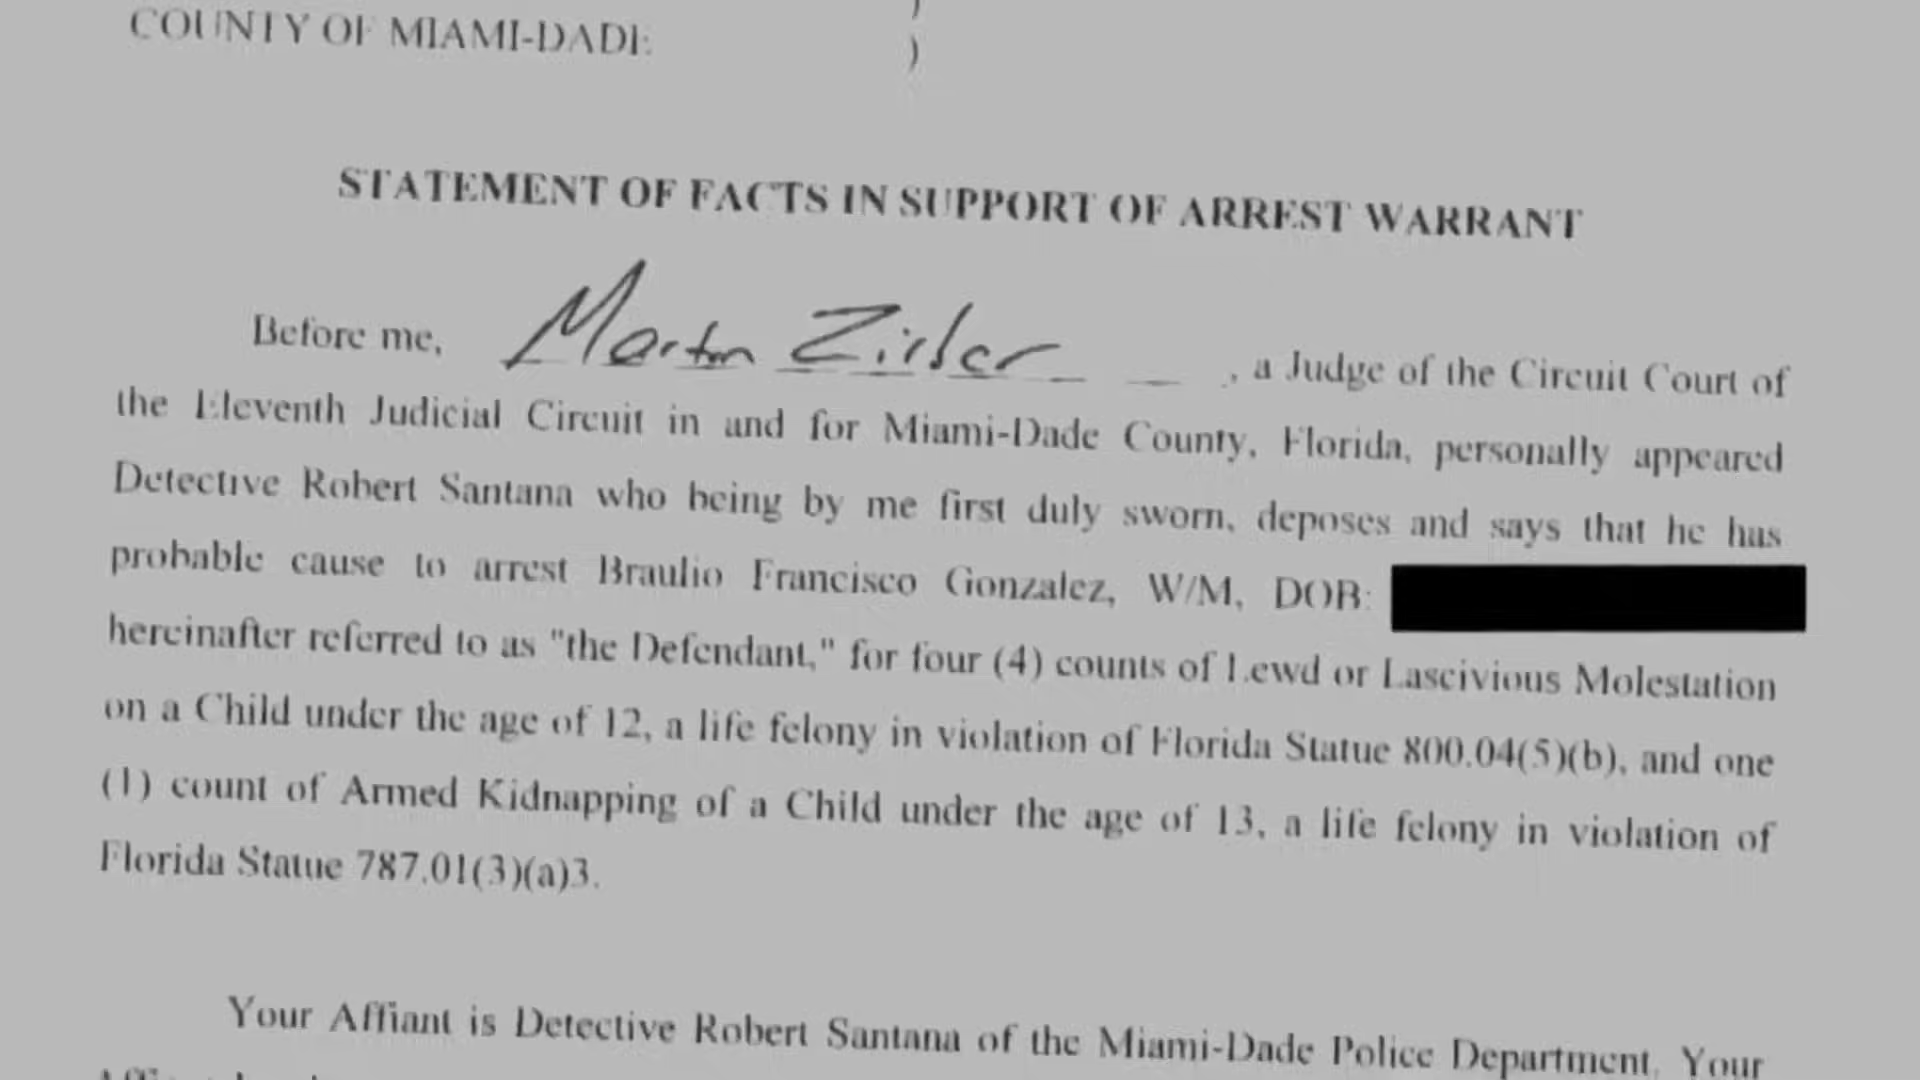 COUNTY OF MIAMI-DADE
)
)
STATEMENT OF FACTS IN SUPPORT OF ARREST WARRANT
Before me, Martin Zilber, a Judge of the Circuit Court of
the Eleventh Judicial Circuit in and for Miami-Dade County, Florida, personally appeared
Detective Robert Santana who being by me first duly sworn, deposes and says that he has
probable cause to arrest Braulio Francisco Gonzalez, W/M, DOB:
hereinafter referred to as "the Defendant," for four (4) counts of Lewd or Lascivious Molestation
on a Child under the age of 12, a life felony in violation of Florida Statue 800.04(5)(b), and one
(1) count of Armed Kidnapping of a Child under the age of 13, a life felony in violation of
Florida Statue 787.01(3)(a)3.
Your Affiant is Detective Robert Santana of the Miami-Dade Police Department. Your